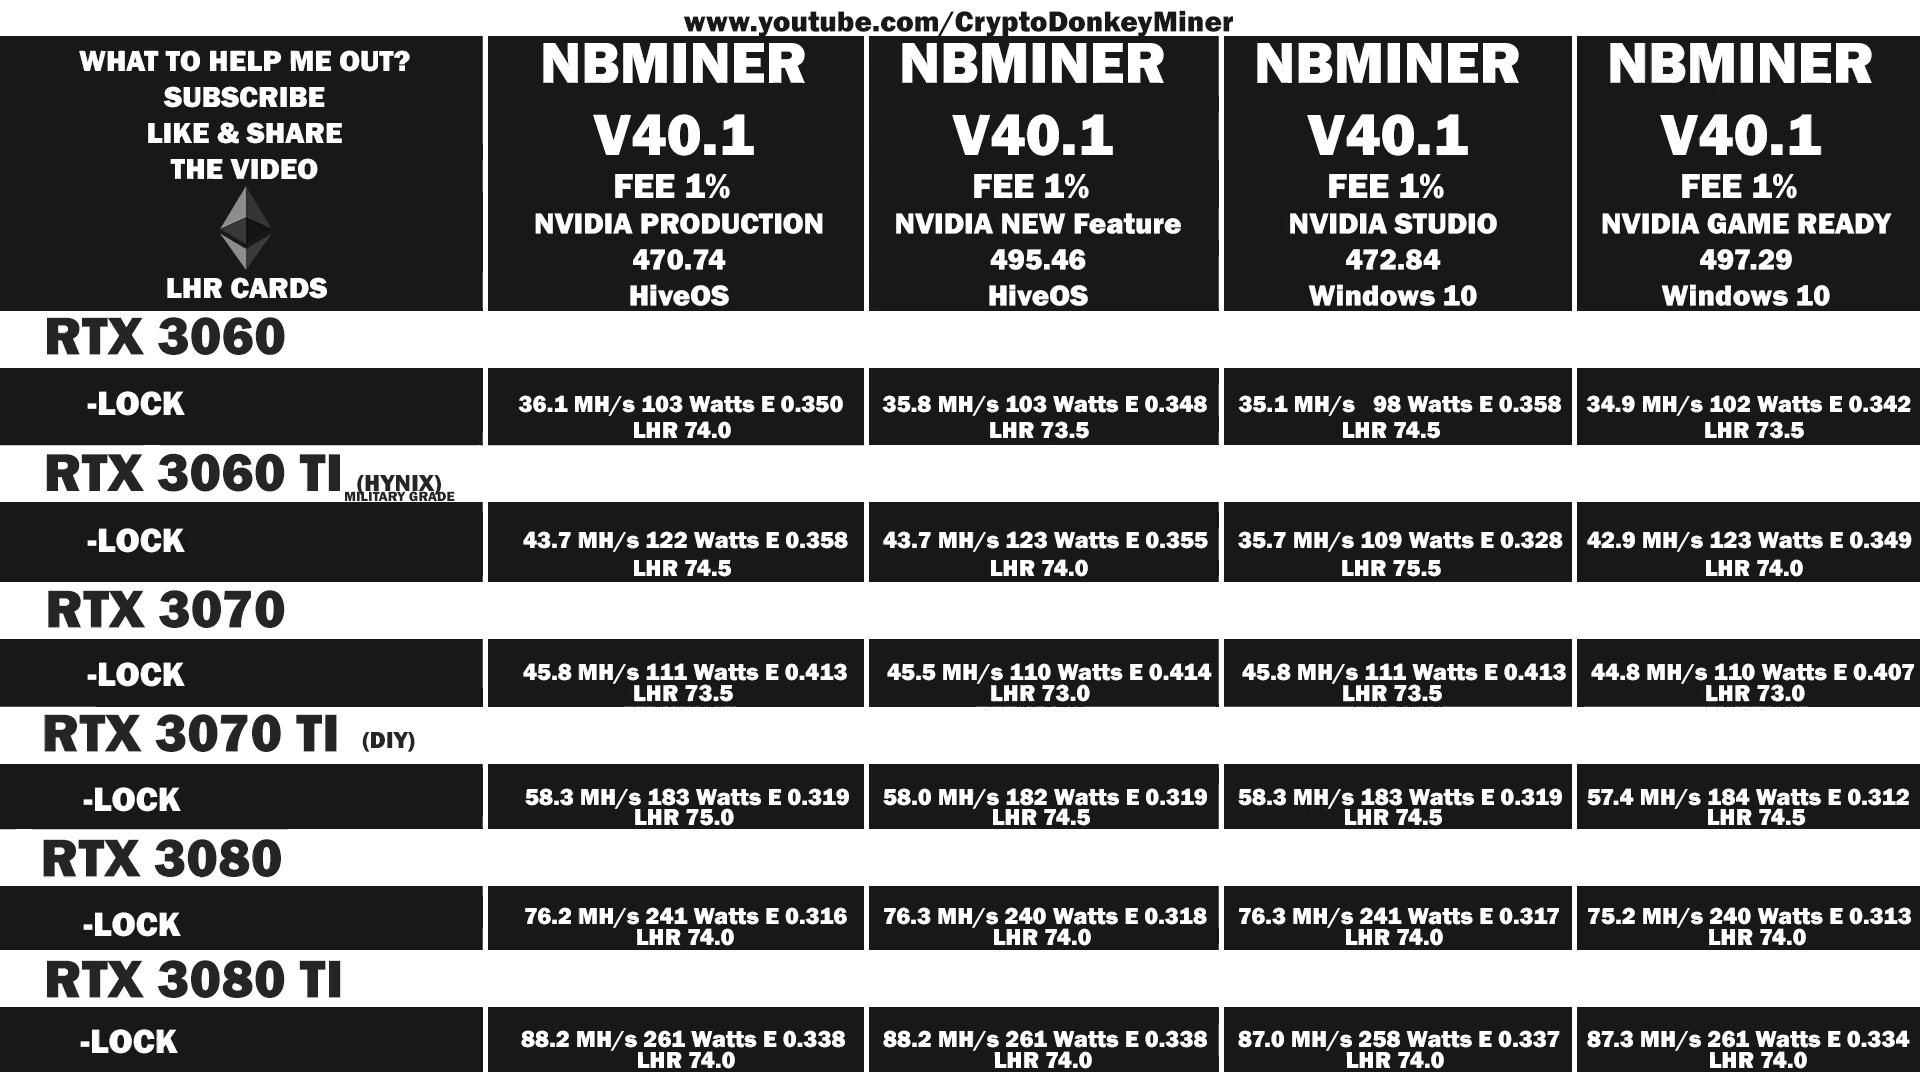 www.youtube.com/CryptoDonkeyMiner
WHAT TO HELP ME OUT?
SUBSCRIBE
LIKE & SHARE
THE VIDEO
LHR CARDS
NBMINER
V40.1
FEE 1%
NVIDIA PRODUCTION
470.74
HiveOS
NBMINER
V40.1
FEE 1%
NVIDIA NEW Feature
495.46
HiveOS
NBMINER
V40.1
FEE 1%
NVIDIA STUDIO
472.84
Windows 10
NBMINER
V40.1
FEE 1%
NVIDIA GAME READY
497.29
Windows 10
RTX 3060
-LOCK
36.1 MH/s 103 Watts E 0.350
LHR 74.0
35.8 MH/s 103 Watts E 0.348
LHR 73.5
35.1 MH/s 98 Watts E 0.358
LHR 74.5
34.9 MH/s 102 Watts E 0.342
LHR 73.5
RTX 3060 TI (HYNIX)
MILITARY GRADE
-LOCK
43.7 MH/s 122 Watts E 0.358
LHR 74.5
43.7 MH/s 123 Watts E 0.355
LHR 74.0
35.7 MH/s 109 Watts E 0.328
LHR 75.5
42.9 MH/s 123 Watts E 0.349
LHR 74.0
RTX 3070
-LOCK
45.8 MH/s 111 Watts E 0.413
LHR 73.5
45.5 MH/s 110 Watts E 0.414
LHR 73.0
45.8 MH/s 111 Watts E 0.413
LHR 73.5
44.8 MH/s 110 Watts E 0.407
LHR 73.0
RTX 3070 TI (DIY)
-LOCK
58.3 MH/s 183 Watts E 0.319
LHR 75.0
58.0 MH/s 182 Watts E 0.319
LHR 74.5
58.3 MH/s 183 Watts E 0.319
LHR 74.5
57.4 MH/s 184 Watts E 0.312
LHR 74.5
RTX 3080
-LOCK
76.2 MH/s 241 Watts E 0.316
LHR 74.0
76.3 MH/s 240 Watts E 0.318
LHR 74.0
76.3 MH/s 241 Watts E 0.317
LHR 74.0
75.2 MH/s 240 Watts E 0.313
LHR 74.0
RTX 3080 TI
-LOCK
88.2 MH/s 261 Watts E 0.338
LHR 74.0
88.2 MH/s 261 Watts E 0.338
LHR 74.0
87.0 MH/s 258 Watts E 0.337
LHR 74.0
87.3 MH/s 261 Watts E 0.334
LHR 74.0